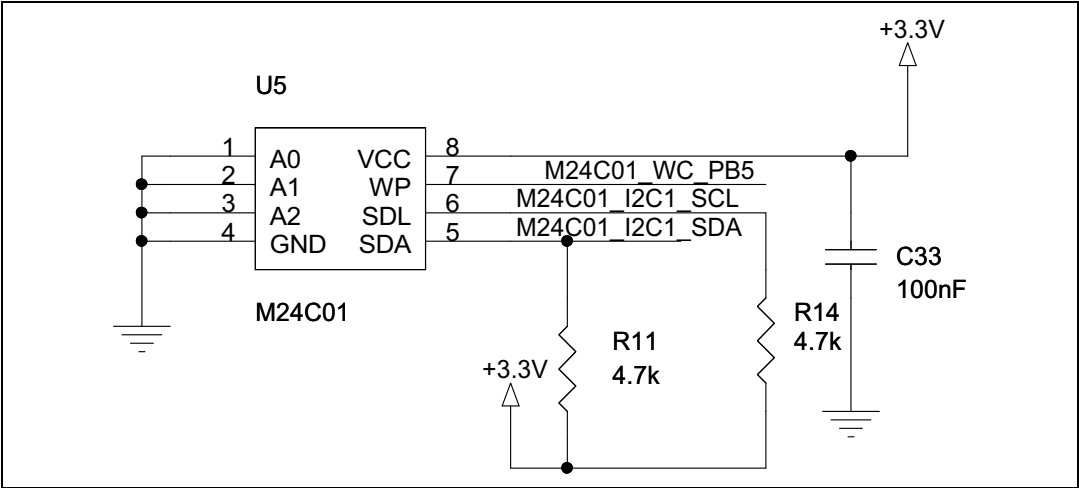 +3.3V
U5
1 A0 VCC 8
2 A1 WP 7 M24C01_WC_PB5
3 A2 SDL 6 M24C01_I2C1_SCL
4 GND SDA 5 M24C01_I2C1_SDA
C33
100nF
M24C01
R14
4.7k
R11
4.7k
+3.3V